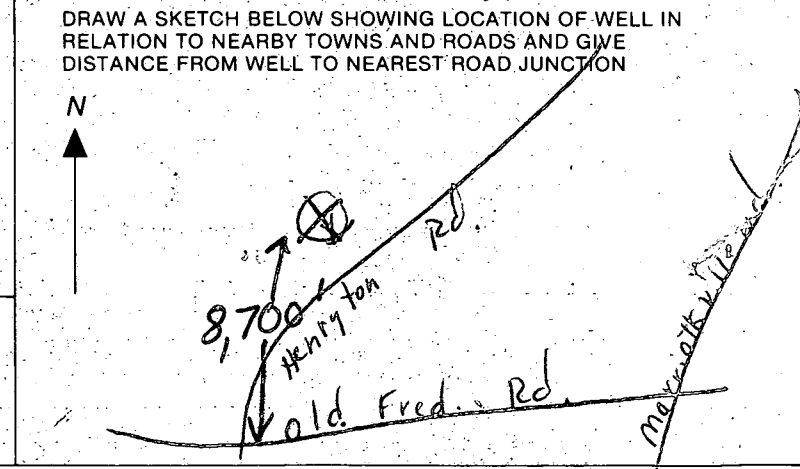 DRAW A SKETCH BELOW SHOWING LOCATION OF WELL IN
RELATION TO NEARBY TOWNS AND ROADS AND GIVE
DISTANCE FROM WELL TO NEAREST ROAD JUNCTION
N
8,700'
Henryton Rd.
Old Fred. Rd.
Marriottsville